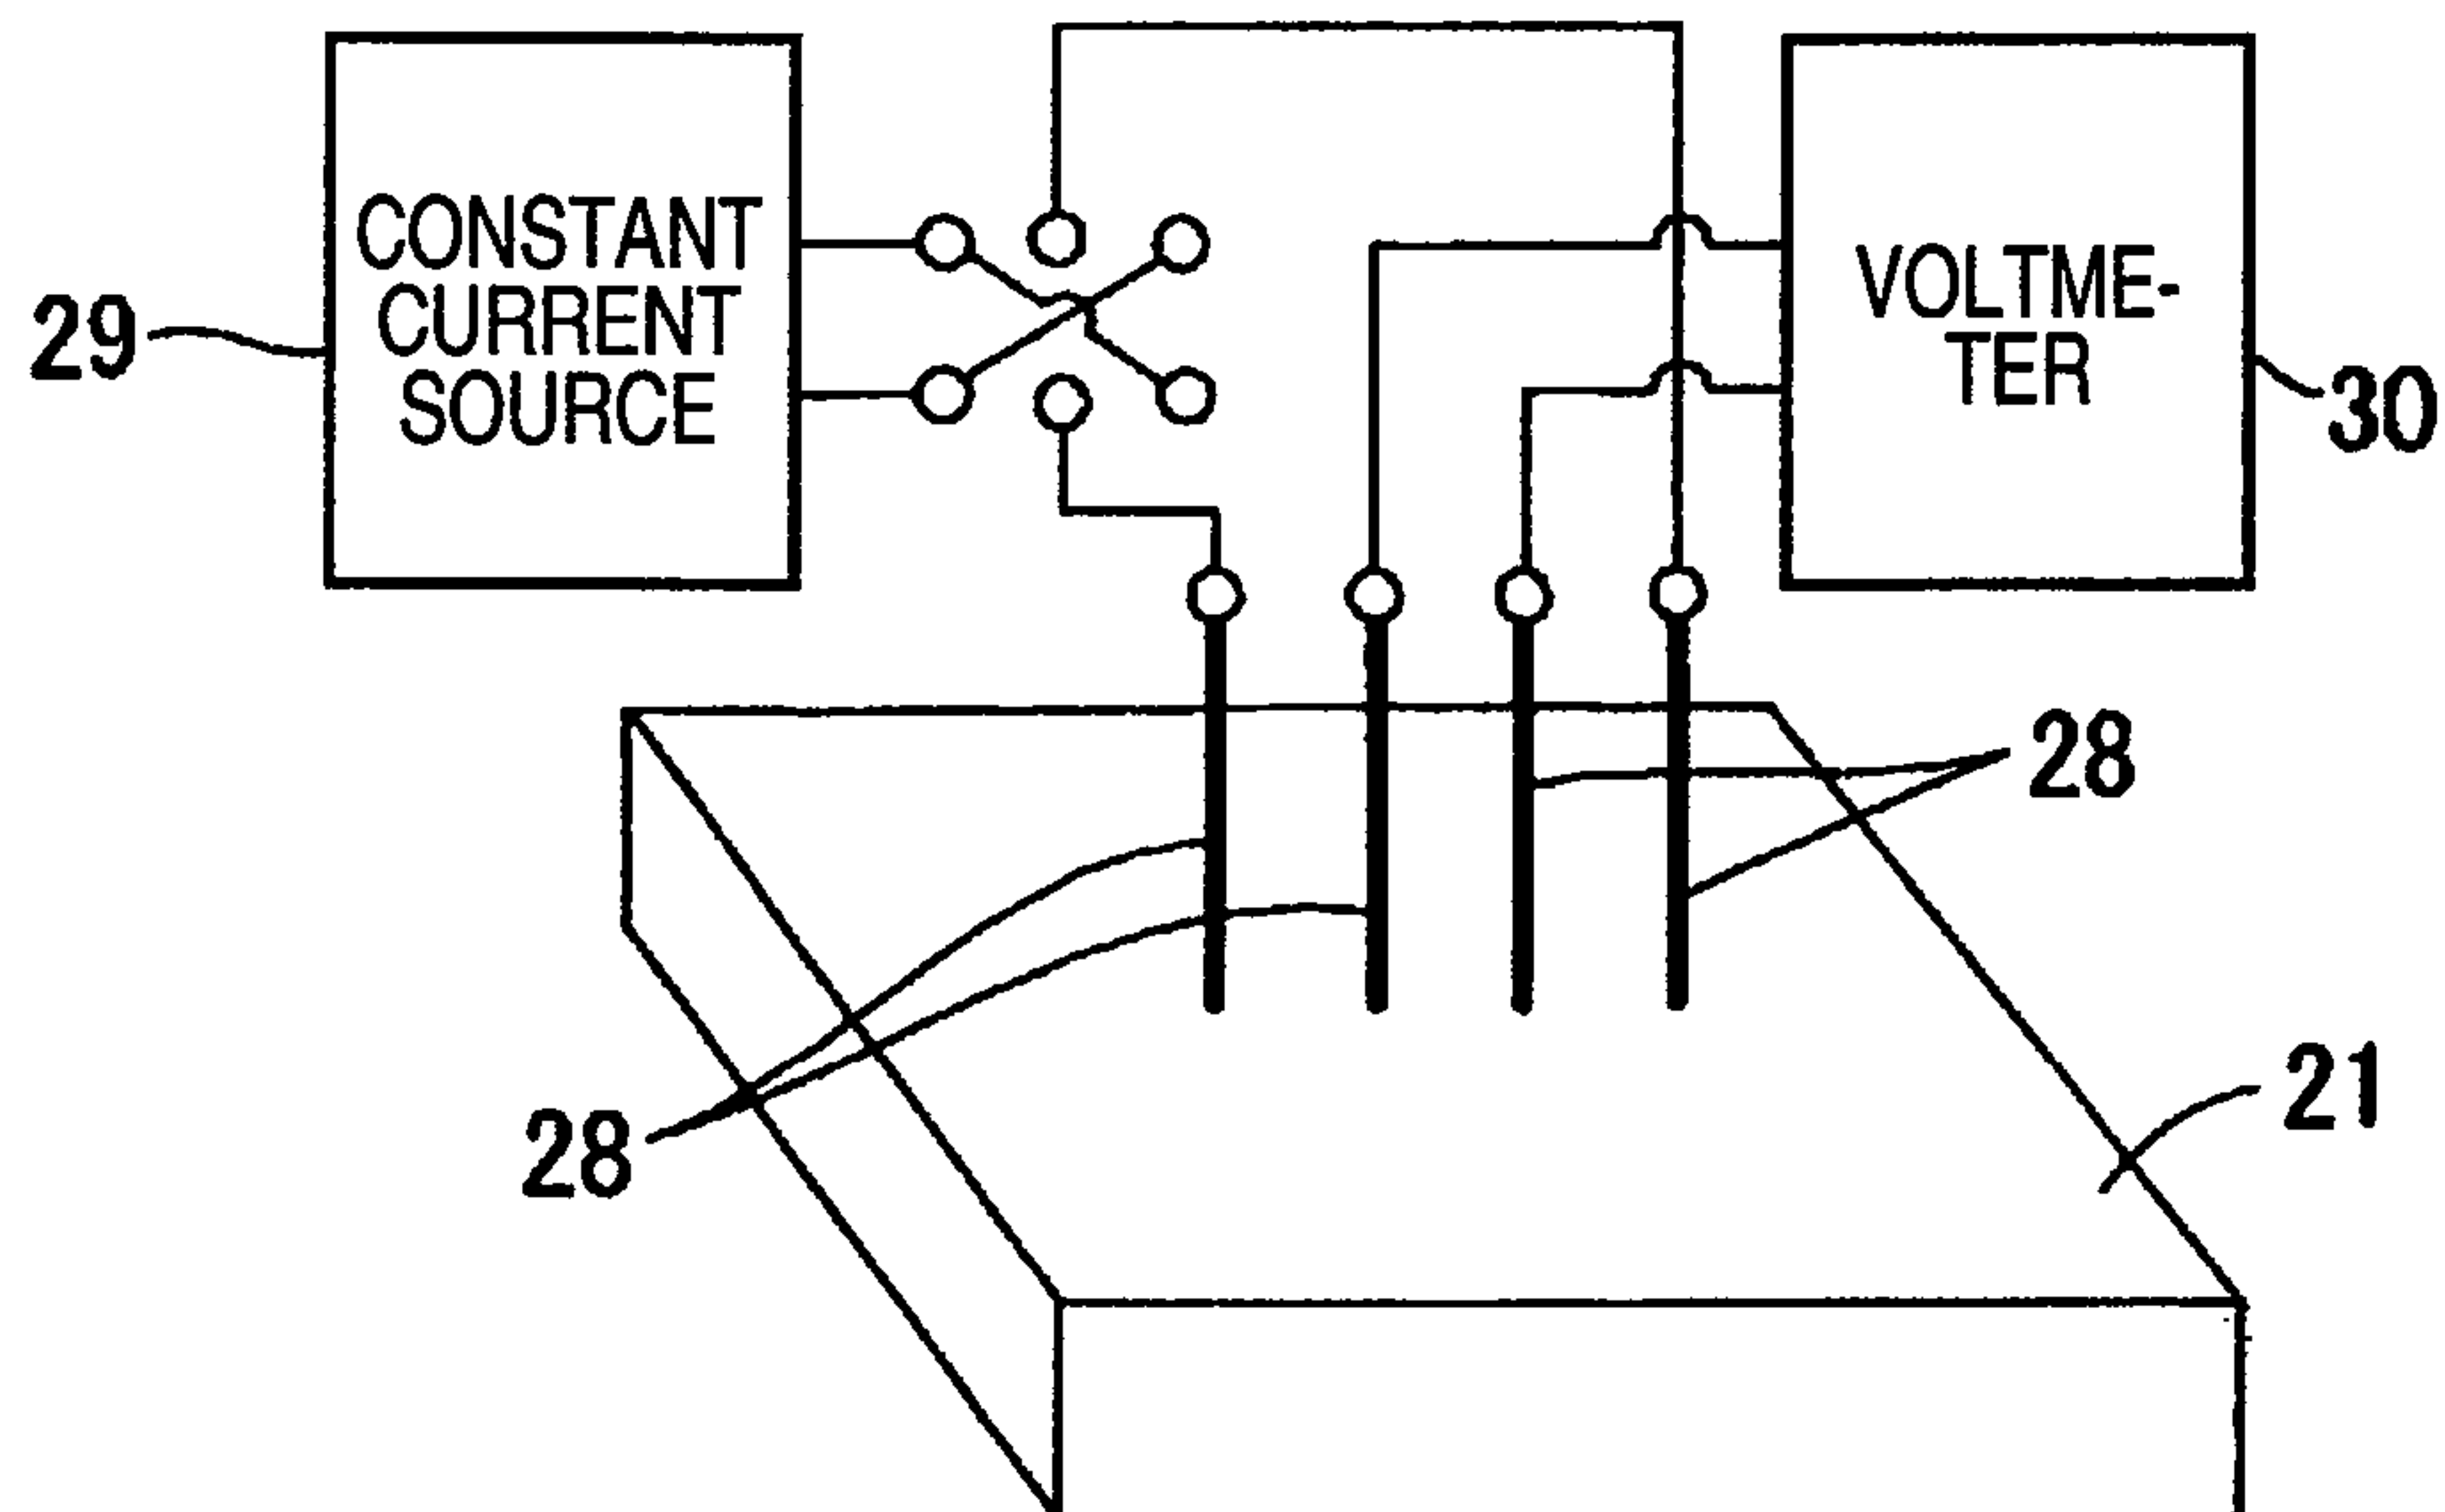 CONSTANT
CURRENT
SOURCE
29
VOLTME-
TER
30
28
21
28